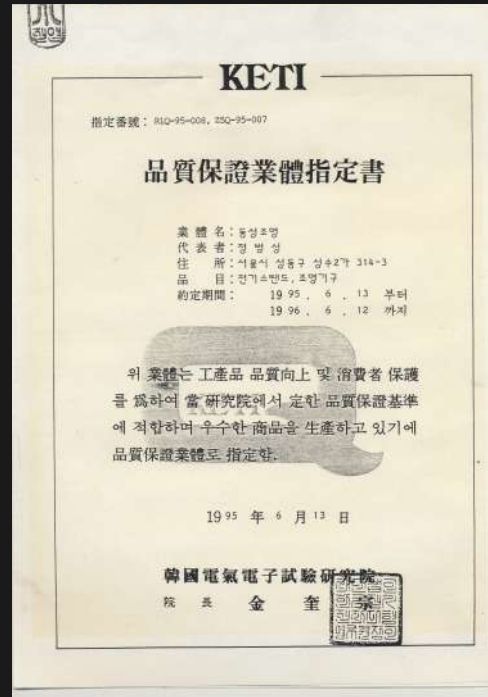 KETI
指定番號 : R1Q-95-008, ZSQ-95-007
品質保證業體指定書
業 體 名 : 동성조명
代 表 者 : 정 범 성
住 所 : 서울시 성동구 성수2가 314-3
品 目 : 전기스탠드, 조명기구
約定期間 : 1995 . 6 . 13 부터
1996 . 6 . 12 까지
위 業體는 工産品 品質向上 및 消費者 保護
를 爲하여 當 硏究院에서 定한 品質保證基準
에 적합하며 우수한 商品을 生産하고 있기에
品質保證業體로 指定함.
KETI
1995 年 6 月 13 日
韓國電氣電子試驗硏究院
院 長 金 奎 宗